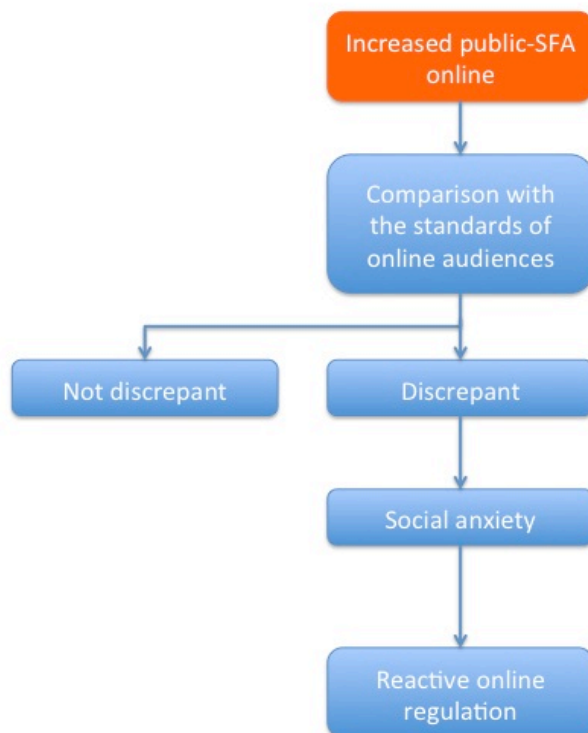 Increased public-SFA
online
Comparison with
the standards of
online audiences
Not discrepant
Discrepant
Social anxiety
Reactive online
regulation